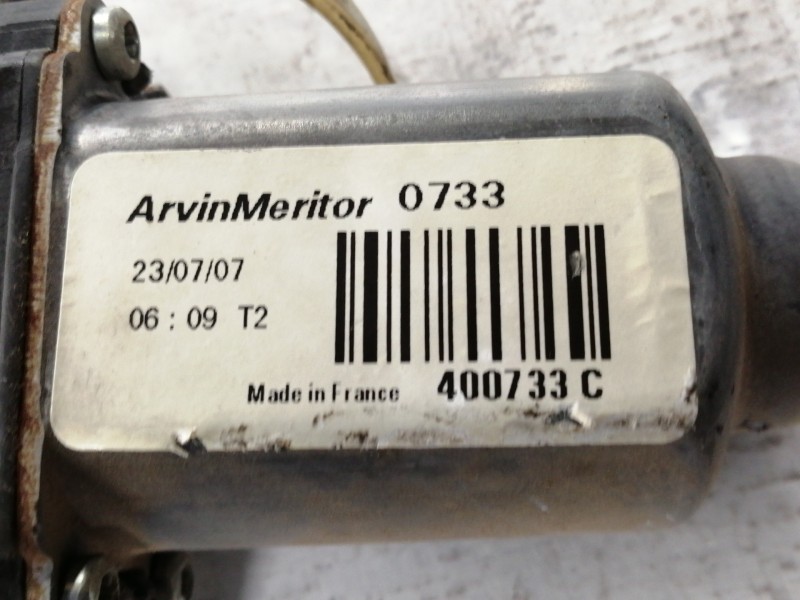 ArvinMeritor 0733
23/07/07
06 : 09 T2
Made in France 400733 C